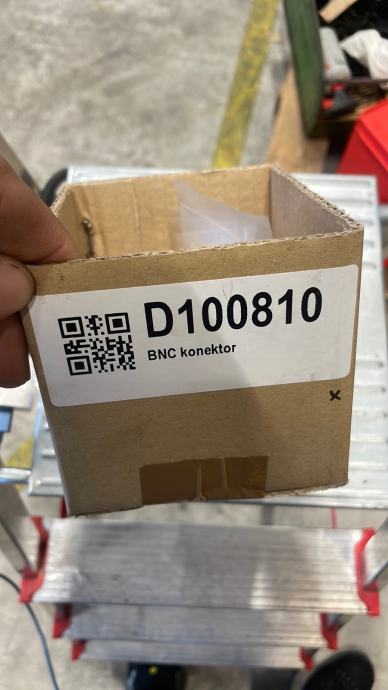 D100810
BNC konektor
x